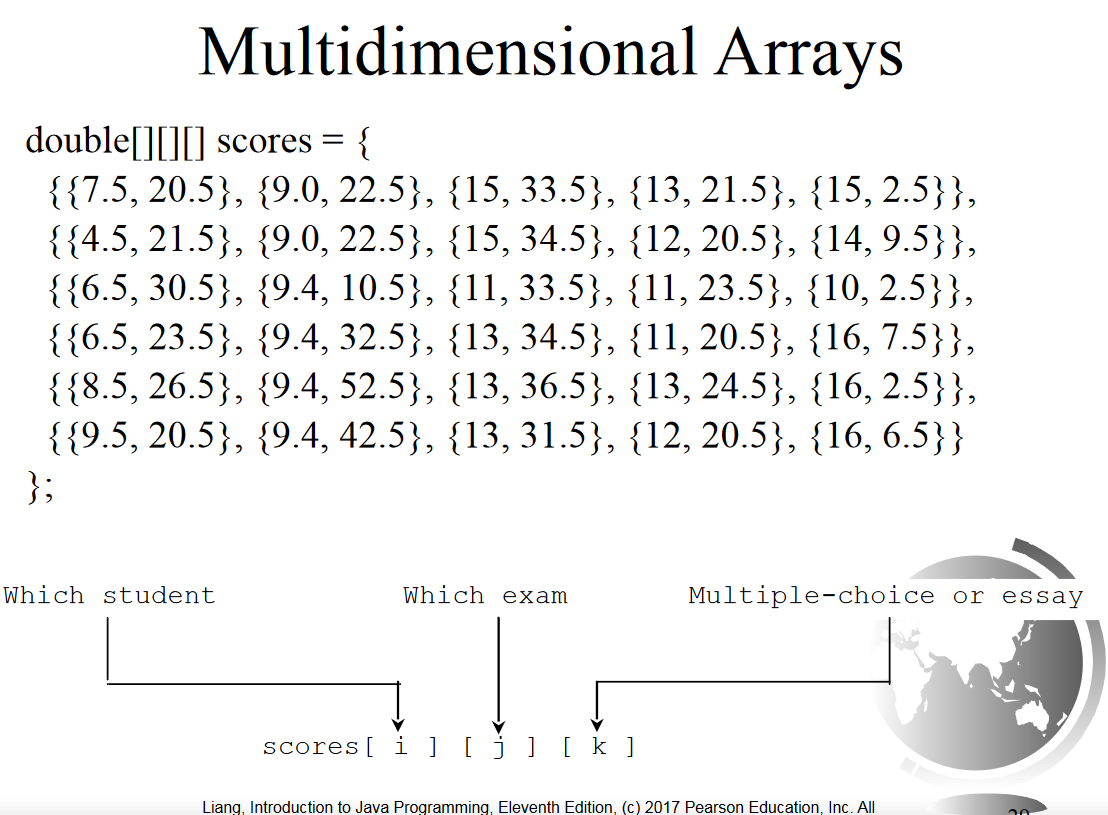 Multidimensional Arrays
double[][][] scores = {
{{7.5, 20.5}, {9.0, 22.5}, {15, 33.5}, {13, 21.5}, {15, 2.5}},
{{4.5, 21.5}, {9.0, 22.5}, {15, 34.5}, {12, 20.5}, {14, 9.5}},
{{6.5, 30.5}, {9.4, 10.5}, {11, 33.5}, {11, 23.5}, {10, 2.5}},
{{6.5, 23.5}, {9.4, 32.5}, {13, 34.5}, {11, 20.5}, {16, 7.5}},
{{8.5, 26.5}, {9.4, 52.5}, {13, 36.5}, {13, 24.5}, {16, 2.5}},
{{9.5, 20.5}, {9.4, 42.5}, {13, 31.5}, {12, 20.5}, {16, 6.5}}
};
Which student Which exam Multiple-choice or essay
scores[ i ] [ j ] [ k ]
Liang, Introduction to Java Programming, Eleventh Edition, (c) 2017 Pearson Education, Inc. All